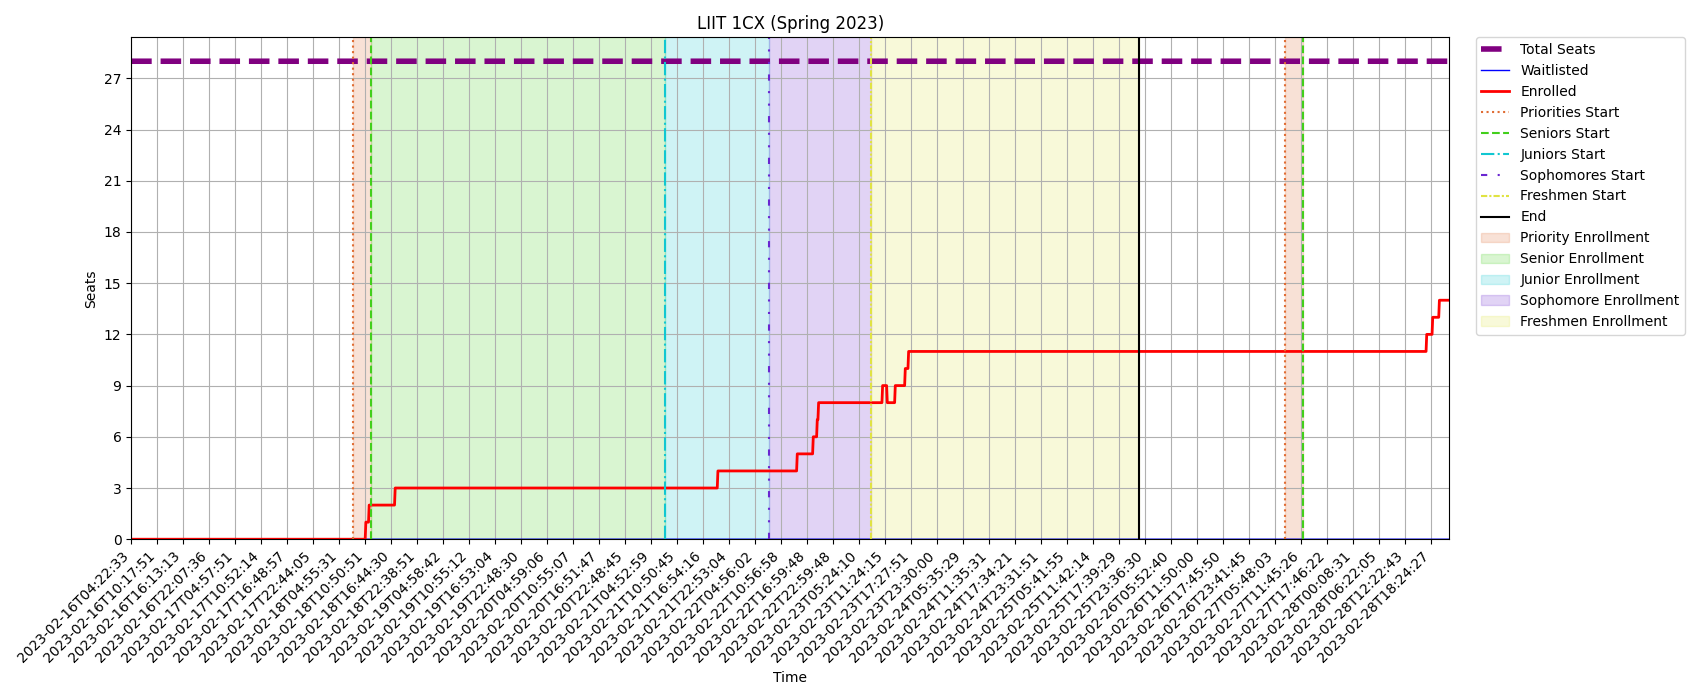 LIIT 1CX (Spring 2023)
Total Seats
Waitlisted
Enrolled
Priorities Start
Seniors Start
Juniors Start
Sophomores Start
Freshmen Start
End
Priority Enrollment
Senior Enrollment
Junior Enrollment
Sophomore Enrollment
Freshmen Enrollment
Seats
27
24
21
18
15
12
9
6
3
0
2023-02-16T04:22:33
2023-02-16T10:17:51
2023-02-16T16:13:13
2023-02-16T22:07:36
2023-02-17T04:57:51
2023-02-17T10:52:14
2023-02-17T16:48:57
2023-02-17T22:44:05
2023-02-18T04:55:31
2023-02-18T10:50:51
2023-02-18T16:44:30
2023-02-18T22:38:51
2023-02-19T04:58:42
2023-02-19T10:55:12
2023-02-19T16:53:04
2023-02-19T22:48:30
2023-02-20T04:59:06
2023-02-20T10:55:07
2023-02-20T16:51:47
2023-02-20T22:48:45
2023-02-21T04:52:59
2023-02-21T10:50:45
2023-02-21T16:54:16
2023-02-21T22:53:04
2023-02-22T04:56:02
2023-02-22T10:56:58
2023-02-22T16:59:48
2023-02-22T22:59:48
2023-02-23T05:24:10
2023-02-23T11:24:15
2023-02-23T17:27:51
2023-02-23T23:30:00
2023-02-24T05:35:29
2023-02-24T11:35:31
2023-02-24T17:34:21
2023-02-24T23:31:51
2023-02-25T05:41:55
2023-02-25T11:42:14
2023-02-25T17:39:29
2023-02-25T23:36:30
2023-02-26T05:52:40
2023-02-26T11:50:00
2023-02-26T17:45:50
2023-02-26T23:41:45
2023-02-27T05:48:03
2023-02-27T11:45:26
2023-02-27T17:46:22
2023-02-28T00:08:31
2023-02-28T06:22:05
2023-02-28T12:22:43
2023-02-28T18:24:27
Time